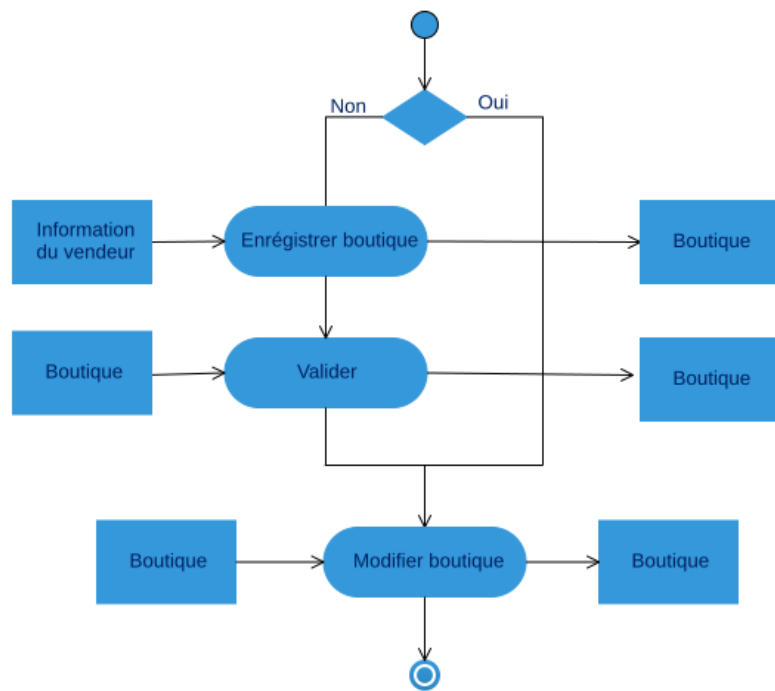 Non
Oui
Information
du vendeur
Enrégistrer boutique
Boutique
Boutique
Valider
Boutique
Boutique
Modifier boutique
Boutique